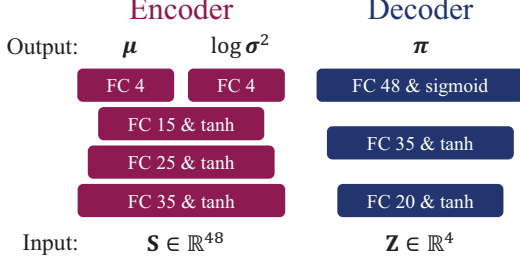 Encoder Decoder
Output: μ log σ² π
FC 4 FC 4 FC 48 & sigmoid
FC 15 & tanh
FC 35 & tanh
FC 25 & tanh
FC 35 & tanh FC 20 & tanh
Input: S ∈ ℝ⁴⁸ Z ∈ ℝ⁴